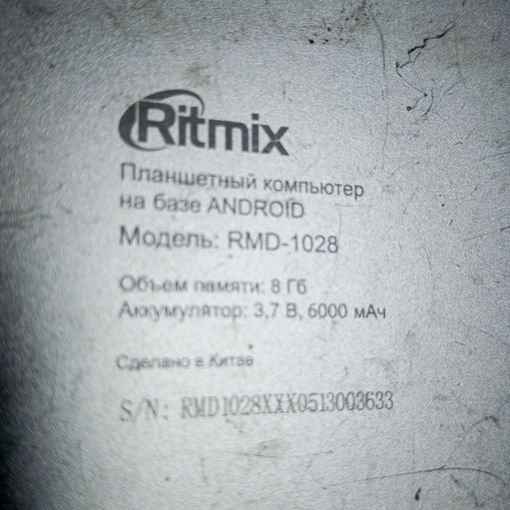 Ritmix
Планшетный компьютер
на базе ANDROID
Модель: RMD-1028
Объем памяти: 8 Гб
Аккумулятор: 3,7 В, 6000 мАч
Сделано в Китае
S/N: RMD1028XXX0513003633